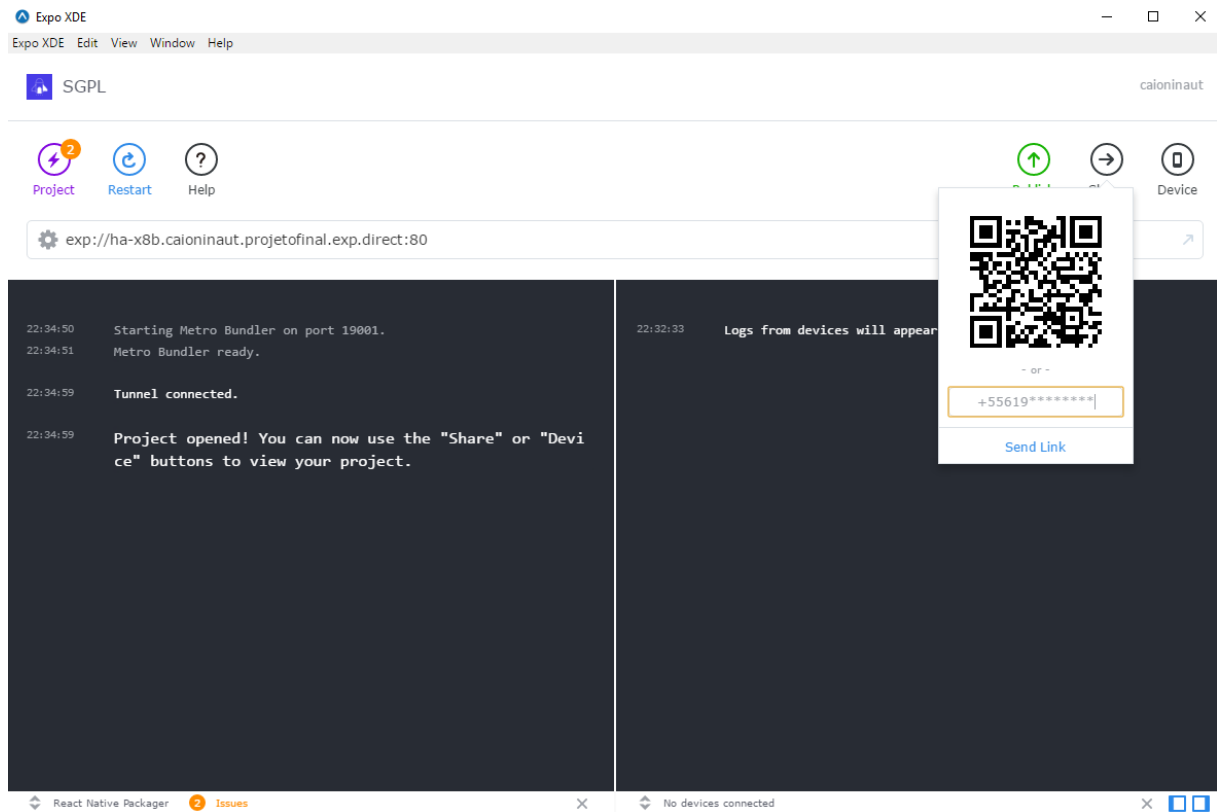 Expo XDE
Expo XDE Edit View Window Help
SGPL
caioninaut
2
Project Restart Help
Device
exp://ha-x8b.caioninaut.projetofinal.exp.direct:80
22:34:50 Starting Metro Bundler on port 19001.
22:34:51 Metro Bundler ready.
22:34:59 Tunnel connected.
22:34:59 Project opened! You can now use the "Share" or "Devi
ce" buttons to view your project.
22:32:33 Logs from devices will appear
- or -
+55619********
Send Link
React Native Packager 2 Issues
No devices connected